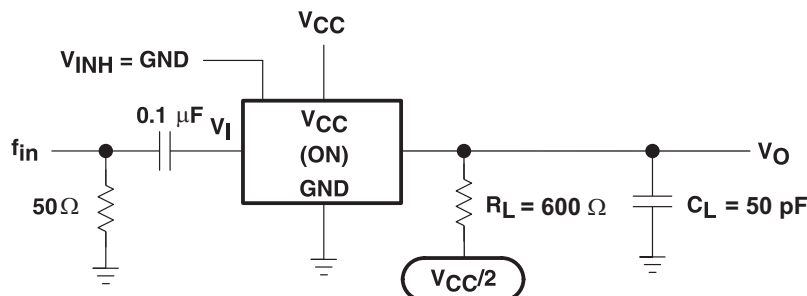 VCC
VINH = GND
0.1 μF
VI
VCC
(ON)
GND
fin
VO
50Ω
RL = 600 Ω
CL = 50 pF
VCC/2